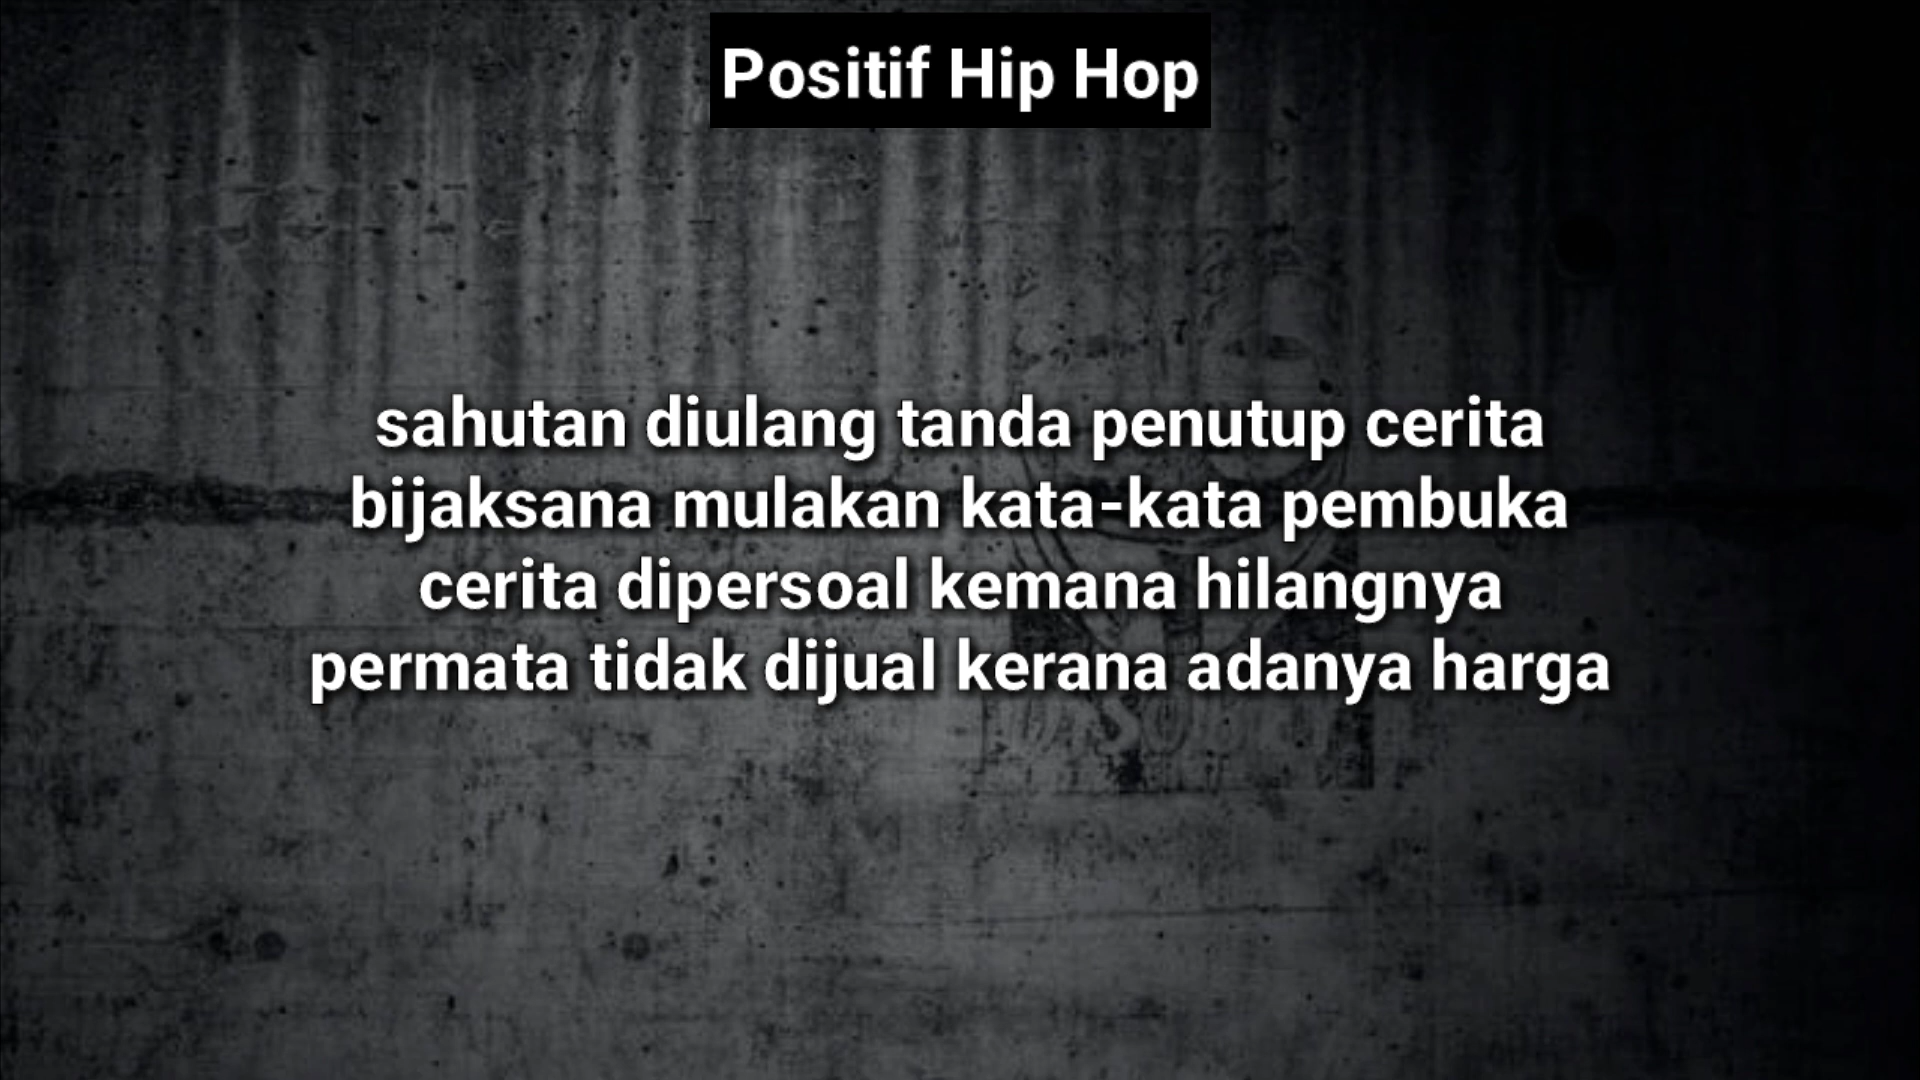 Positif Hip Hop
sahutan diulang tanda penutup cerita
bijaksana mulakan kata-kata pembuka
cerita dipersoal kemana hilangnya
permata tidak dijual kerana adanya harga